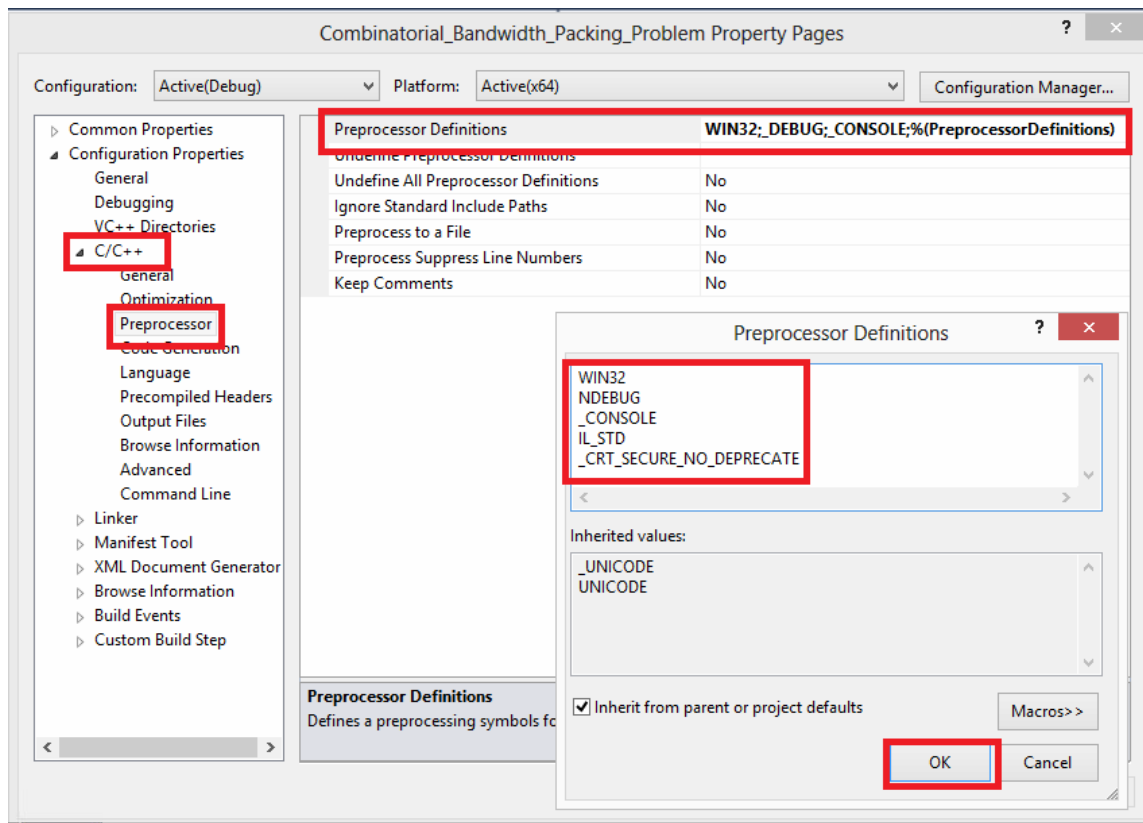 Combinatorial_Bandwidth_Packing_Problem Property Pages
?
Configuration: Active(Debug) Platform: Active(x64) Configuration Manager...
Common Properties
Configuration Properties
General
Debugging
VC++ Directories
C/C++
General
Optimization
Preprocessor
Code Generation
Language
Precompiled Headers
Output Files
Browse Information
Advanced
Command Line
Linker
Manifest Tool
XML Document Generator
Browse Information
Build Events
Custom Build Step
Preprocessor Definitions WIN32;_DEBUG;_CONSOLE;%(PreprocessorDefinitions)
Undefine Preprocessor Definitions
Undefine All Preprocessor Definitions No
Ignore Standard Include Paths No
Preprocess to a File No
Preprocess Suppress Line Numbers No
Keep Comments No
Preprocessor Definitions
Defines a preprocessing symbols fo
Preprocessor Definitions
?
WIN32
NDEBUG
_CONSOLE
IL_STD
_CRT_SECURE_NO_DEPRECATE
Inherited values:
_UNICODE
UNICODE
Inherit from parent or project defaults
Macros>>
OK Cancel